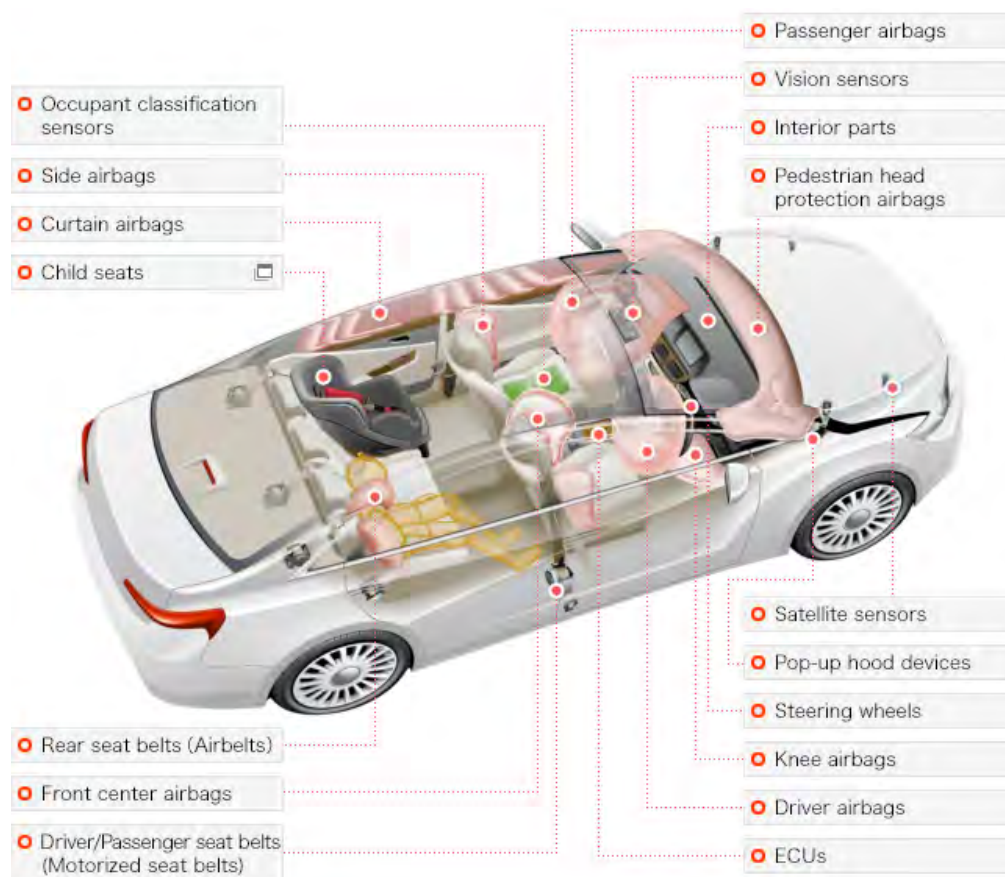 Passenger airbags
Vision sensors
Interior parts
Pedestrian head
protection airbags
Occupant classification
sensors
Side airbags
Curtain airbags
Child seats
Satellite sensors
Pop-up hood devices
Steering wheels
Knee airbags
Driver airbags
ECUs
Rear seat belts (Airbelts)
Front center airbags
Driver/Passenger seat belts
(Motorized seat belts)